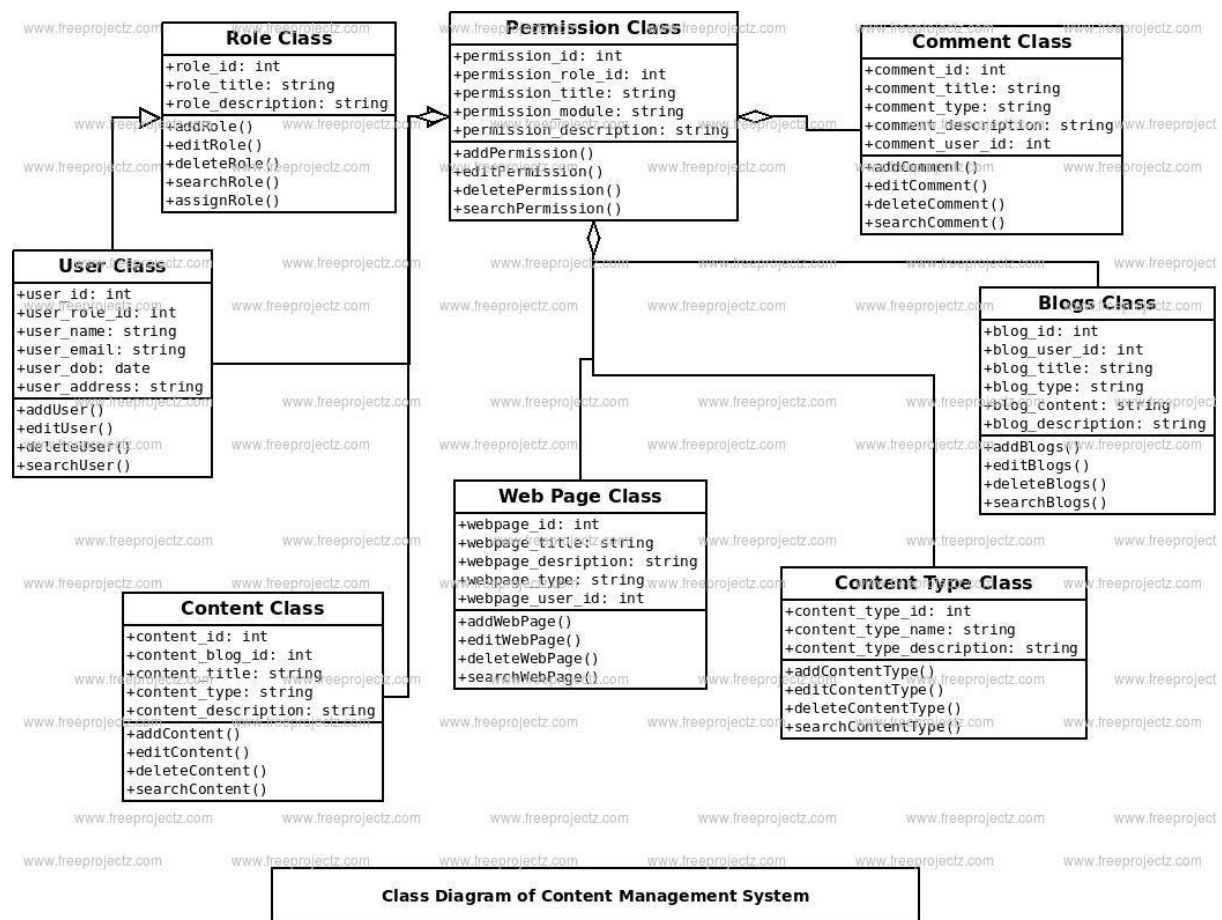 Role Class
+role_id: int
+role_title: string
+role_description: string
+addRole()
+editRole()
+deleteRole()
+searchRole()
+assignRole()
Permission Class
+permission_id: int
+permission_role_id: int
+permission_title: string
+permission_module: string
+permission_description: string
+addPermission()
+editPermission()
+deletePermission()
+searchPermission()
Comment Class
+comment_id: int
+comment_title: string
+comment_type: string
+comment_description: string
+comment_user_id: int
+addComment()
+editComment()
+deleteComment()
+searchComment()
User Class
+user_id: int
+user_role_id: int
+user_name: string
+user_email: string
+user_dob: date
+user_address: string
+addUser()
+editUser()
+deleteUser()
+searchUser()
Blogs Class
+blog_id: int
+blog_user_id: int
+blog_title: string
+blog_type: string
+blog_content: string
+blog_description: string
+addBlogs()
+editBlogs()
+deleteBlogs()
+searchBlogs()
Web Page Class
+webpage_id: int
+webpage_title: string
+webpage_desription: string
+webpage_type: string
+webpage_user_id: int
+addWebPage()
+editWebPage()
+deleteWebPage()
+searchWebPage()
Content Type Class
+content_type_id: int
+content_type_name: string
+content_type_description: string
+addContentType()
+editContentType()
+deleteContentType()
+searchContentType()
Content Class
+content_id: int
+content_blog_id: int
+content_title: string
+content_type: string
+content_description: string
+addContent()
+editContent()
+deleteContent()
+searchContent()
Class Diagram of Content Management System
www.freeprojectz.com